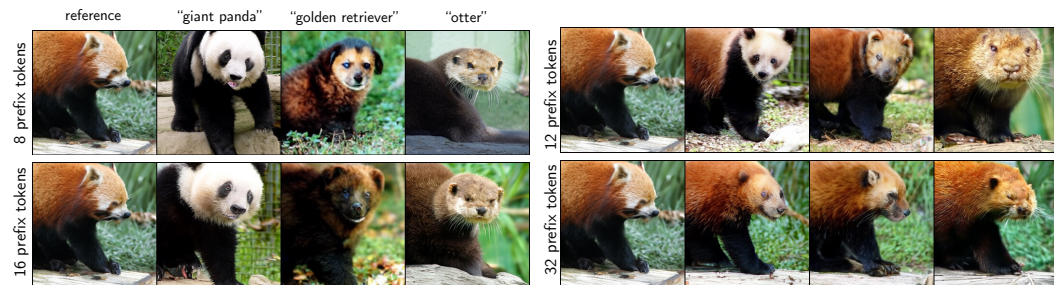 reference “giant panda” “golden retriever” “otter”
8 prefix tokens
12 prefix tokens
16 prefix tokens
32 prefix tokens